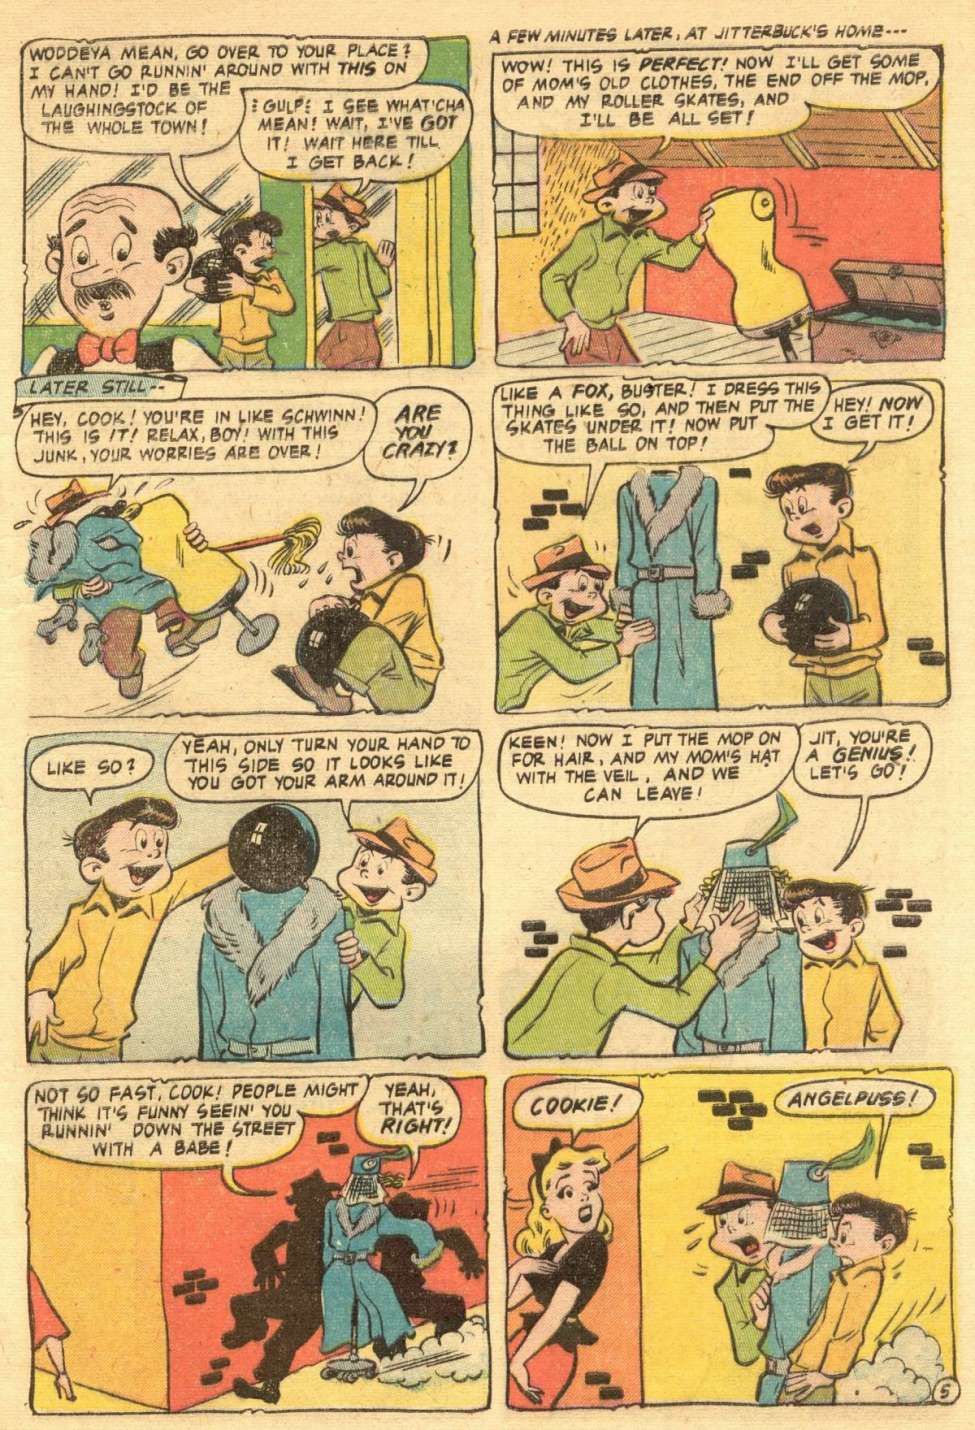 WODDEYA MEAN, GO OVER TO YOUR PLACE?
I CAN'T GO RUNNIN' AROUND WITH THIS ON
MY HAND! I'D BE THE
LAUGHINGSTOCK OF
THE WHOLE TOWN!
:GULP: I SEE WHAT'CHA
MEAN! WAIT, I'VE GOT
IT! WAIT HERE TILL
I GET BACK!
A FEW MINUTES LATER, AT JITTERBUCK'S HOME---
WOW! THIS IS PERFECT! NOW I'LL GET SOME
OF MOM'S OLD CLOTHES, THE END OFF THE MOP,
AND MY ROLLER SKATES, AND
I'LL BE ALL SET!
LATER STILL--
HEY, COOK! YOU'RE IN LIKE SCHWINN!
THIS IS IT! RELAX, BOY! WITH THIS
JUNK, YOUR WORRIES ARE OVER!
ARE
YOU
CRAZY?
LIKE A FOX, BUSTER! I DRESS THIS
THING LIKE SO, AND THEN PUT THE
SKATES UNDER IT! NOW PUT
THE BALL ON TOP!
HEY! NOW
I GET IT!
LIKE SO?
YEAH, ONLY TURN YOUR HAND TO
THIS SIDE SO IT LOOKS LIKE
YOU GOT YOUR ARM AROUND IT!
KEEN! NOW I PUT THE MOP ON
FOR HAIR, AND MY MOM'S HAT
WITH THE VEIL, AND WE
CAN LEAVE!
JIT, YOU'RE
A GENIUS!
LET'S GO!
NOT SO FAST, COOK! PEOPLE MIGHT
THINK IT'S FUNNY SEEIN' YOU
RUNNIN' DOWN THE STREET
WITH A BABE!
YEAH,
THAT'S
RIGHT!
COOKIE!
ANGELPUSS!
5